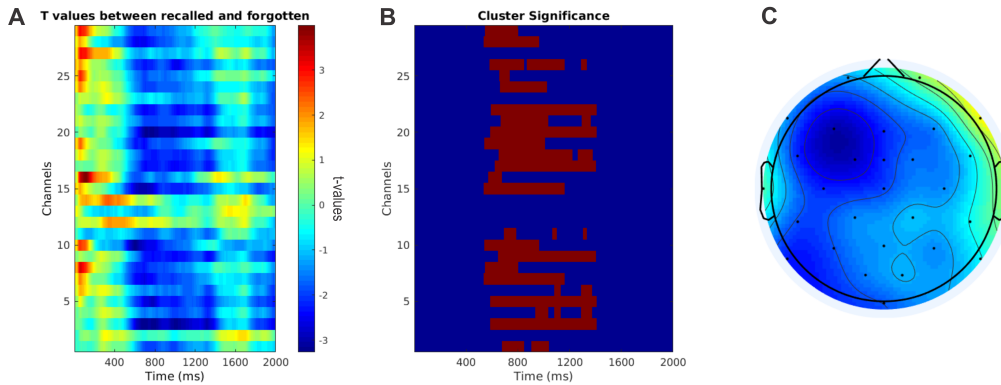 A
T values between recalled and forgotten
25
20
15
10
5
Channels
400
800
1200
1600
2000
Time (ms)
3
2
1
0
-1
-2
-3
t-values
B
Cluster Significance
25
20
15
10
5
Channels
400
800
1200
1600
2000
Time (ms)
C